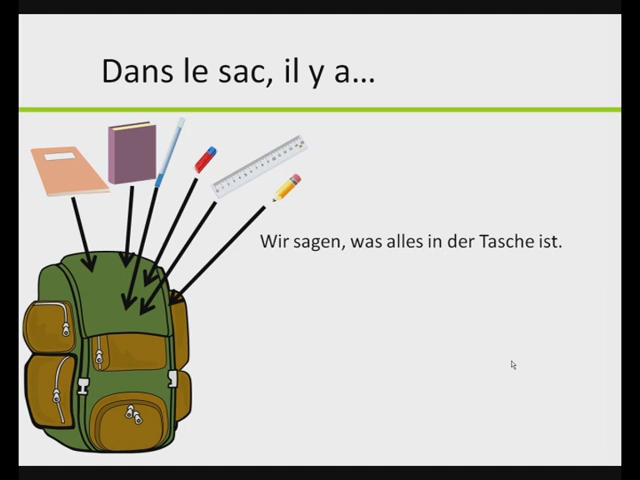 Dans le sac, il y a…
Wir sagen, was alles in der Tasche ist.